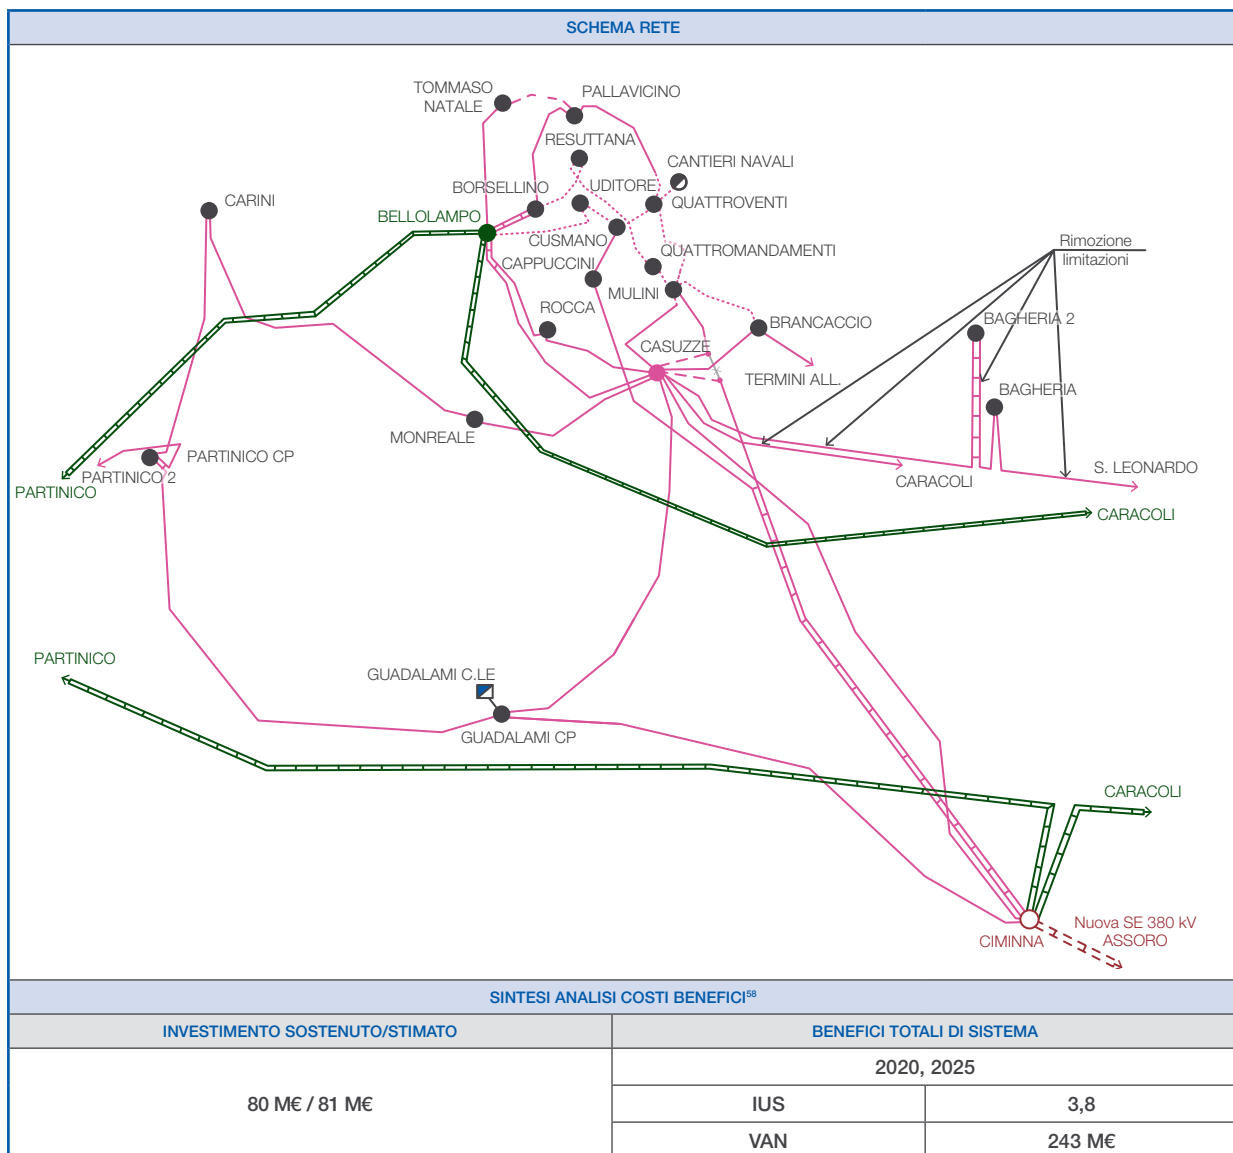 SCHEMA RETE
TOMMASO
NATALE
PALLAVICINO
RESUTTANA
CANTIERI NAVALI
BORSELLINO
UDITORE
QUATTROVENTI
CARINI
BELLOLAMPO
CUSMANO
QUATTROMANDAMENTI
CAPPUCCINI
MULINI
Rimozione
limitazioni
ROCCA
BRANCACCIO
BAGHERIA 2
CASUZZE
TERMINI ALL.
BAGHERIA
MONREALE
PARTINICO CP
PARTINICO 2
CARACOLI
S. LEONARDO
PARTINICO
CARACOLI
PARTINICO
GUADALAMI C.LE
GUADALAMI CP
CARACOLI
CIMINNA
Nuova SE 380 kV
ASSORO
SINTESI ANALISI COSTI BENEFICI58
INVESTIMENTO SOSTENUTO/STIMATO
BENEFICI TOTALI DI SISTEMA
2020, 2025
80 M€ / 81 M€
IUS
3,8
VAN
243 M€